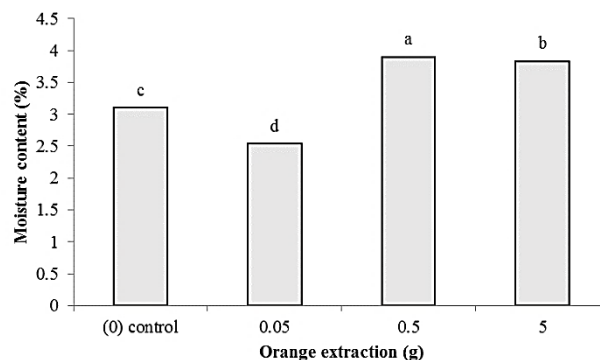 4.5
4
3.5
3
2.5
2
1.5
1
0.5
0
Moisture content (%)
c
d
a
b
(0) control 0.05 0.5 5
Orange extraction (g)